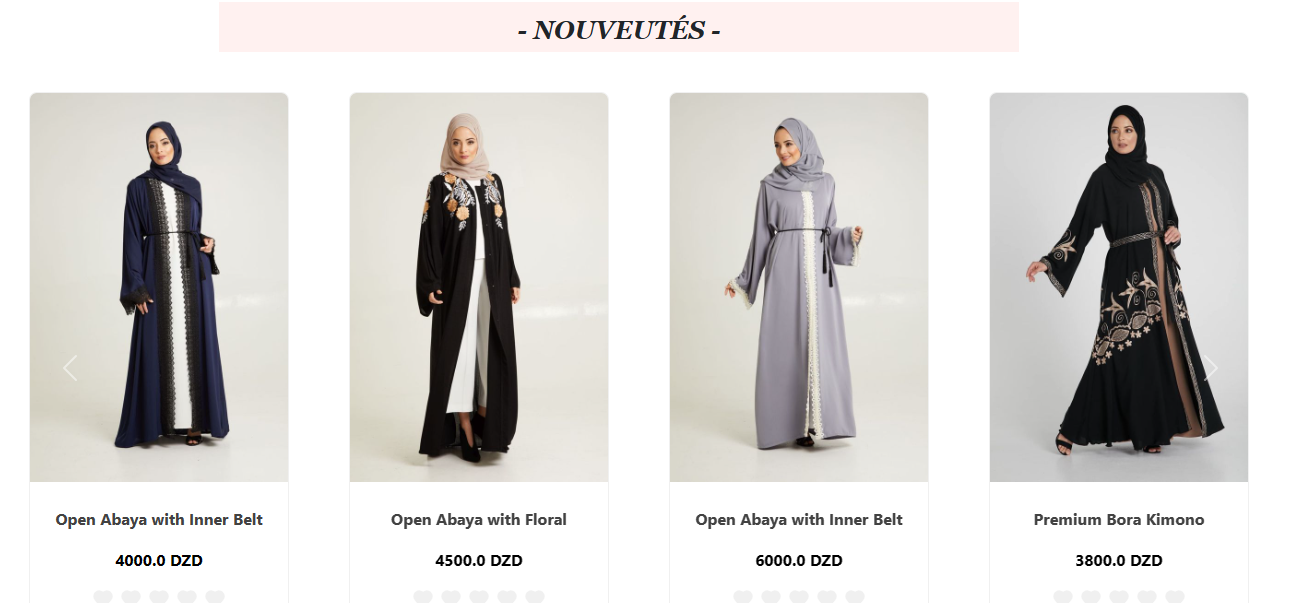 - NOUVEUTÉS -
Open Abaya with Inner Belt
4000.0 DZD
Open Abaya with Floral
4500.0 DZD
Open Abaya with Inner Belt
6000.0 DZD
Premium Bora Kimono
3800.0 DZD